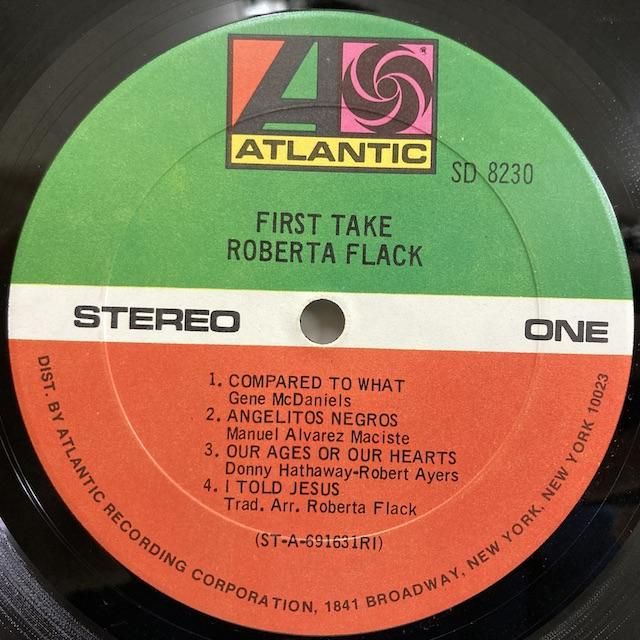 ATLANTIC
SD 8230
FIRST TAKE
ROBERTA FLACK
STEREO
ONE
1. COMPARED TO WHAT
Gene McDaniels
2. ANGELITOS NEGROS
Manuel Alvarez Maciste
3. OUR AGES OR OUR HEARTS
Donny Hathaway-Robert Ayers
4. I TOLD JESUS
Trad. Arr. Roberta Flack
(ST-A-691631RI)
DIST. BY ATLANTIC RECORDING CORPORATION, 1841 BROADWAY, NEW YORK, NEW YORK 10023